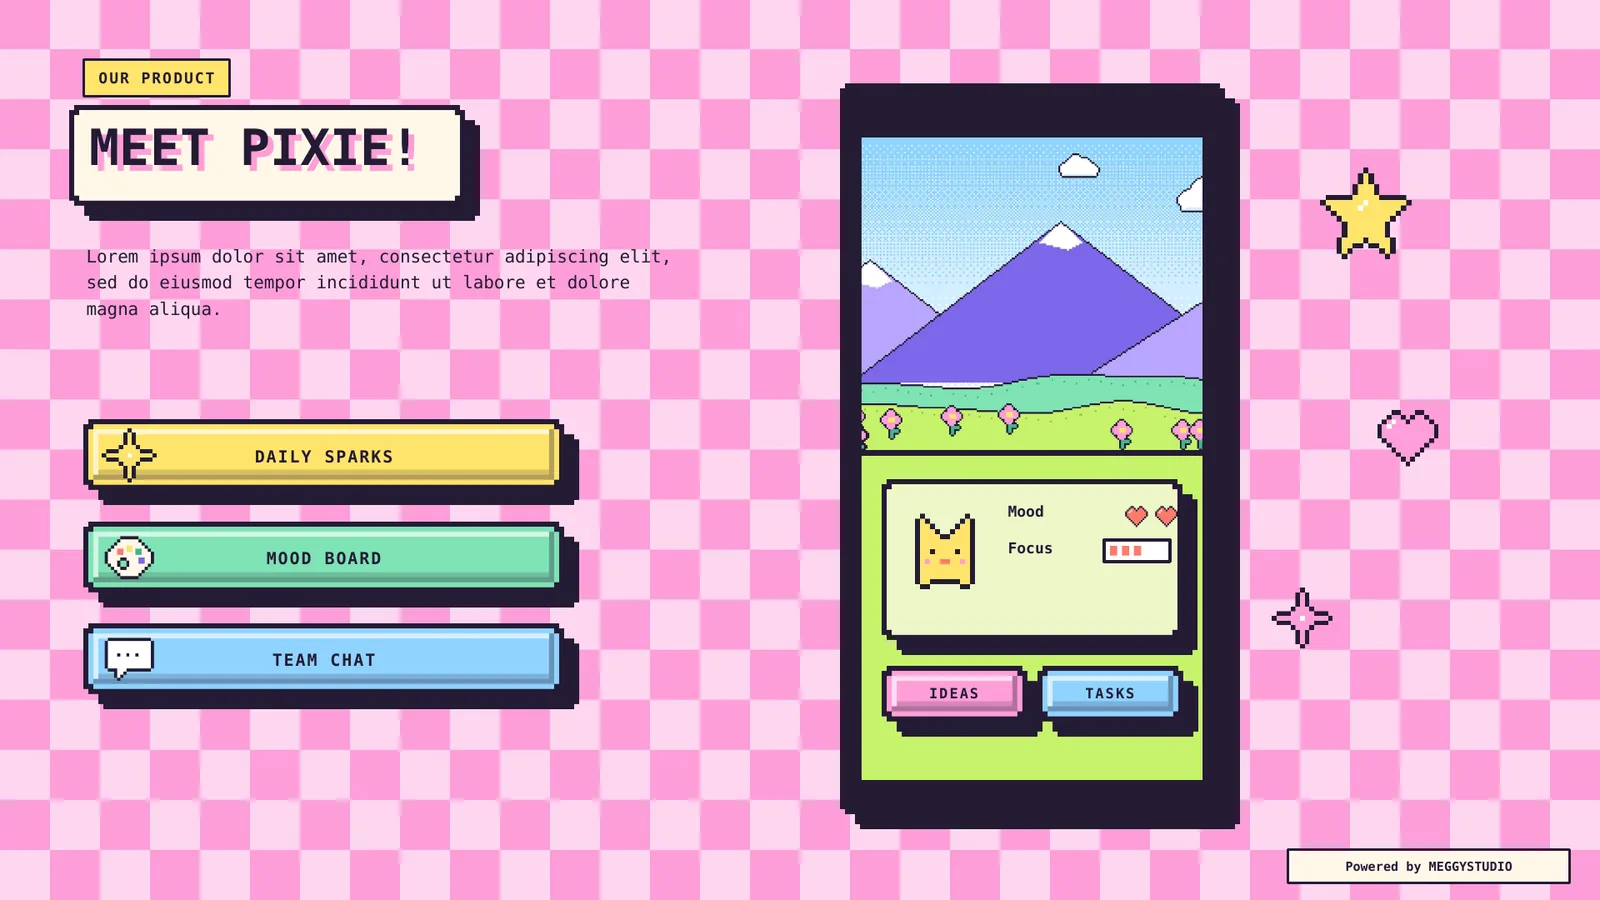 OUR PRODUCT
MEET PIXIE!
Lorem ipsum dolor sit amet, consectetur adipiscing elit,
sed do eiusmod tempor incididunt ut labore et dolore
magna aliqua.
DAILY SPARKS
MOOD BOARD
TEAM CHAT
Mood
Focus
IDEAS
TASKS
Powered by MEGGYSTUDIO